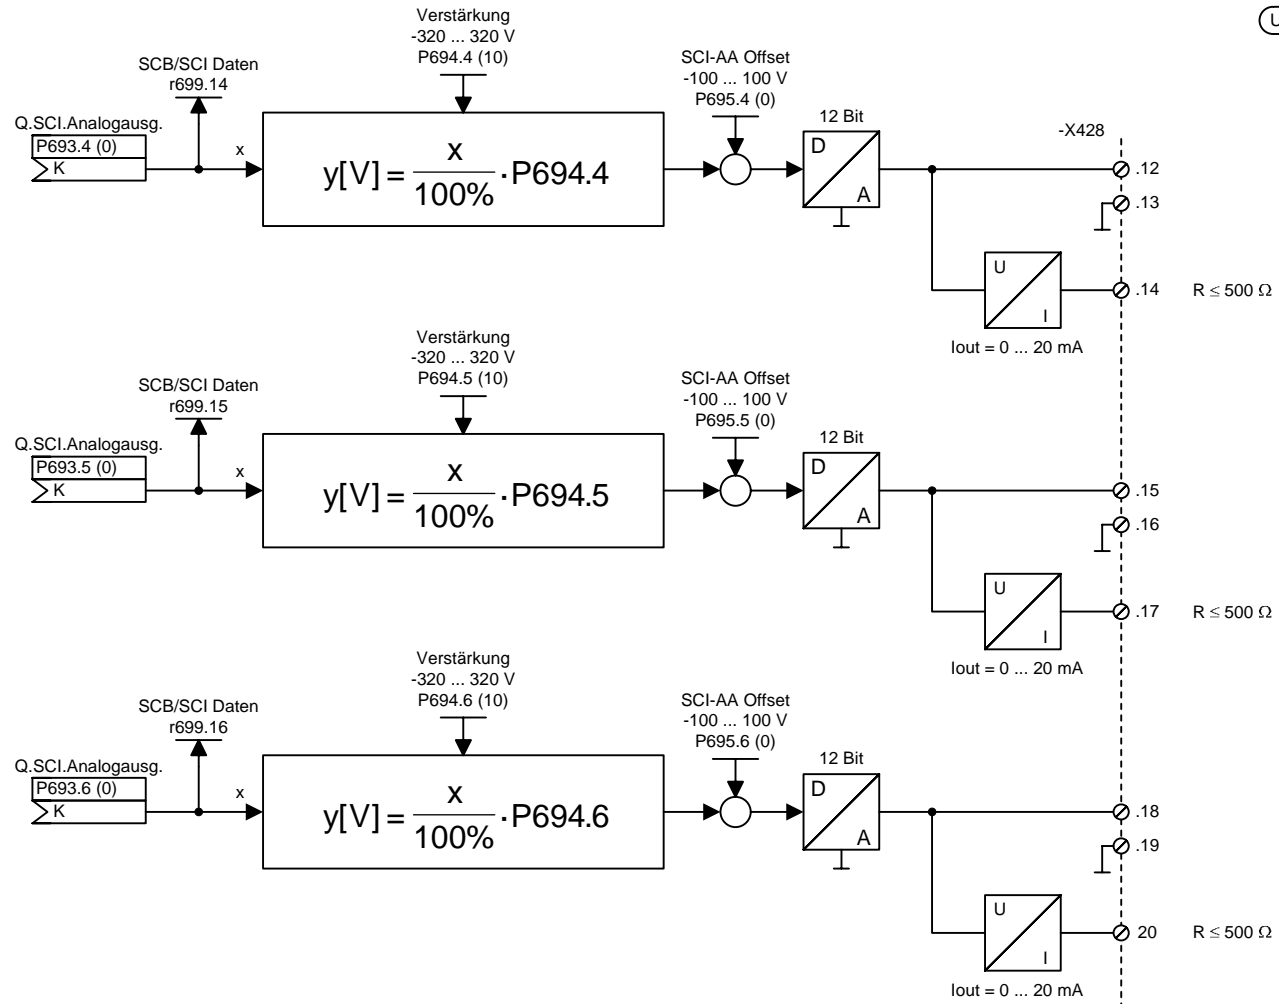 U
Verstärkung
-320 ... 320 V
P694.4 (10)
SCB/SCI Daten
r699.14
SCI-AA Offset
-100 ... 100 V
P695.4 (0)
Q.SCI.Analogausg.
P693.4 (0)
K
x
y[V] = x / 100% · P694.4
12 Bit
D
A
-X428
.12
.13
U
I
.14
R ≤ 500 Ω
Iout = 0 ... 20 mA
Verstärkung
-320 ... 320 V
P694.5 (10)
SCB/SCI Daten
r699.15
SCI-AA Offset
-100 ... 100 V
P695.5 (0)
Q.SCI.Analogausg.
P693.5 (0)
K
x
y[V] = x / 100% · P694.5
12 Bit
D
A
.15
.16
U
I
.17
R ≤ 500 Ω
Iout = 0 ... 20 mA
Verstärkung
-320 ... 320 V
P694.6 (10)
SCB/SCI Daten
r699.16
SCI-AA Offset
-100 ... 100 V
P695.6 (0)
Q.SCI.Analogausg.
P693.6 (0)
K
x
y[V] = x / 100% · P694.6
12 Bit
D
A
.18
.19
U
I
20
R ≤ 500 Ω
Iout = 0 ... 20 mA